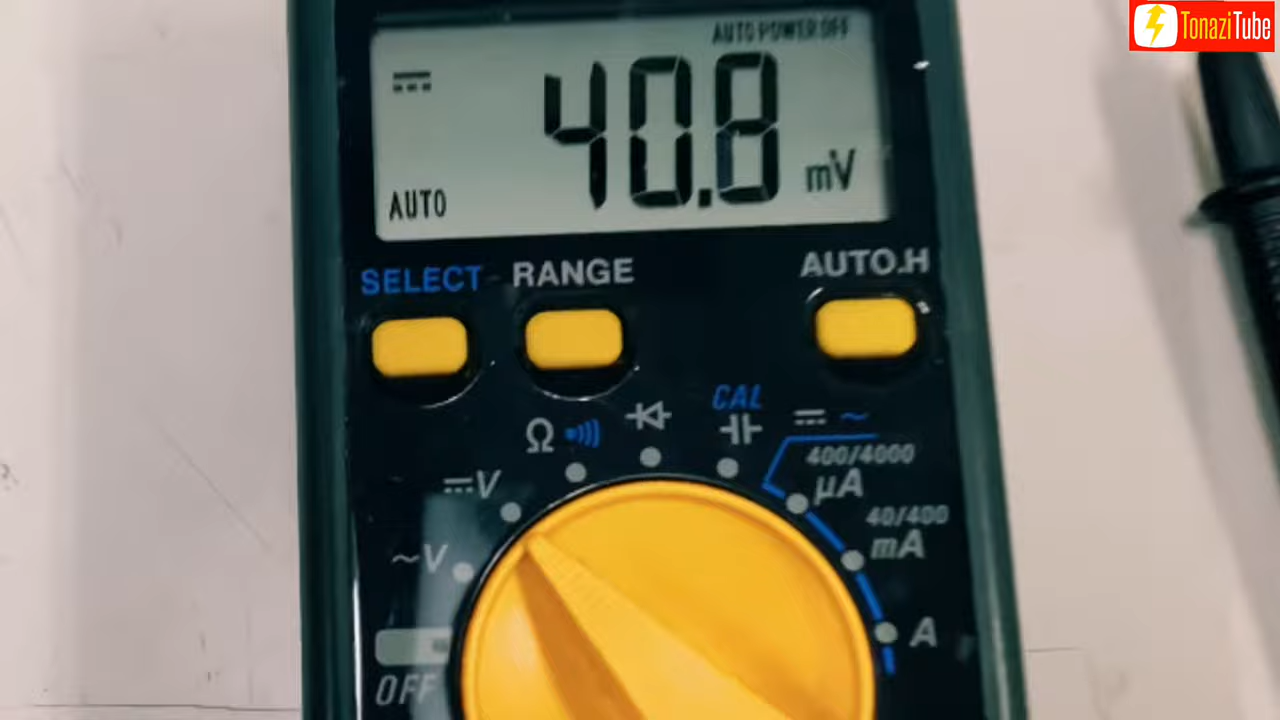 TonaziTube
AUTO POWER OFF
40.8 mV
AUTO
SELECT RANGE AUTO.H
CAL
Ω
400/4000
µA
⎓V
40/400
mA
~V
A
OFF